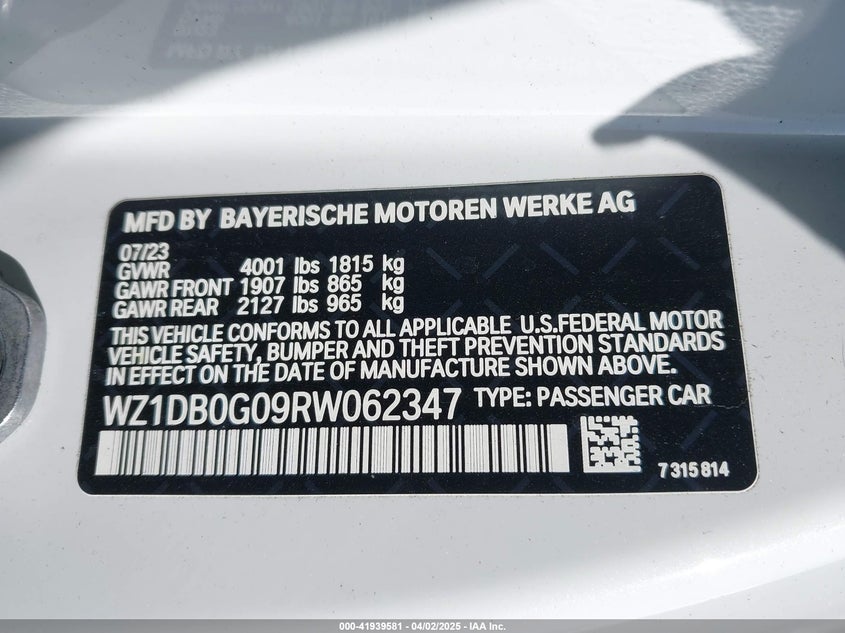 MFD BY BAYERISCHE MOTOREN WERKE AG
07/23
GVWR 4001 lbs 1815 kg
GAWR FRONT 1907 lbs 865 kg
GAWR REAR 2127 lbs 965 kg
THIS VEHICLE CONFORMS TO ALL APPLICABLE U.S.FEDERAL MOTOR
VEHICLE SAFETY, BUMPER AND THEFT PREVENTION STANDARDS
IN EFFECT ON THE DATE OF MANUFACTURE SHOWN ABOVE.
WZ1DB0G09RW062347 TYPE: PASSENGER CAR
7 315 814
000-41939581 - 04/02/2025 - IAA Inc.